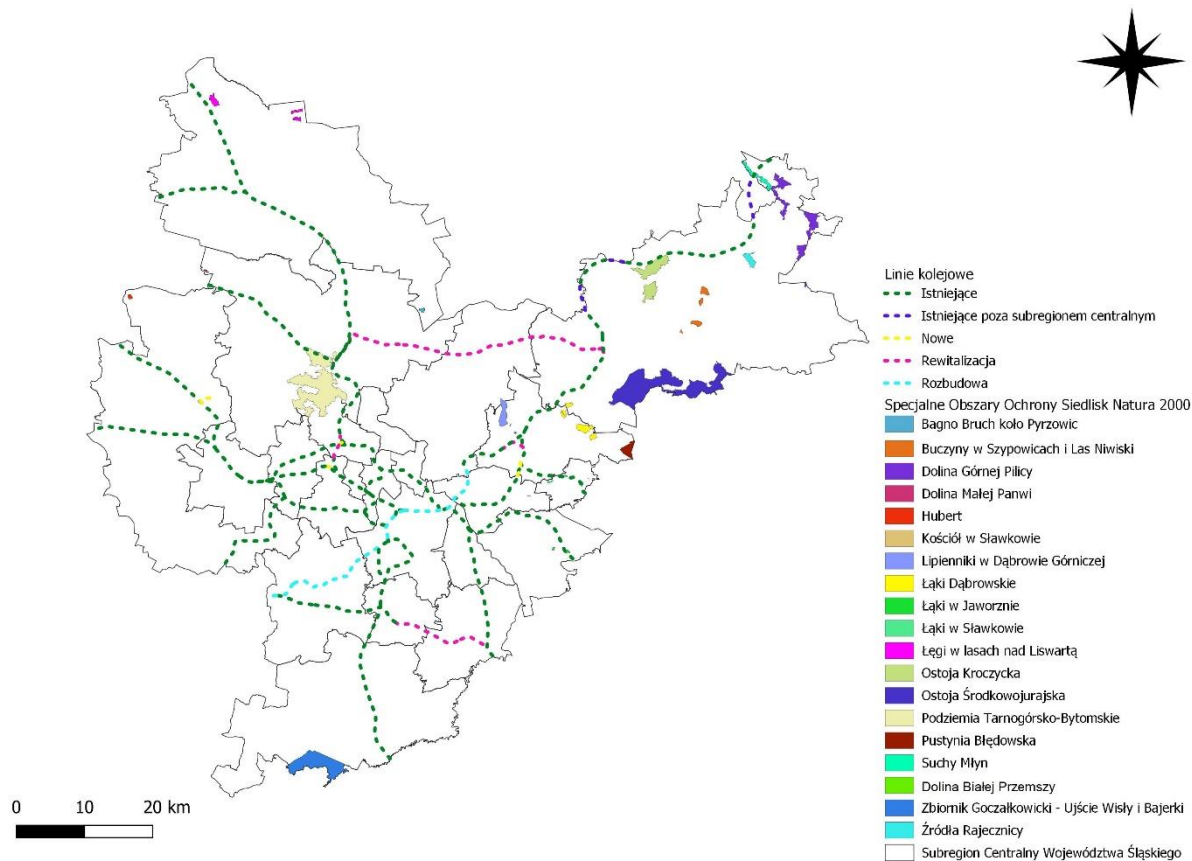 Linie kolejowe
Istniejące
Istniejące poza subregionem centralnym
Nowe
Rewitalizacja
Rozbudowa
Specjalne Obszary Ochrony Siedlisk Natura 2000
Bagno Bruch koło Pyrzowic
Buczyny w Szypowicach i Las Niwiski
Dolina Górnej Pilicy
Dolina Małej Panwi
Hubert
Kościół w Sławkowie
Lipienniki w Dąbrowie Górniczej
Łąki Dąbrowskie
Łąki w Jaworznie
Łąki w Sławkowie
Łęgi w lasach nad Liswartą
Ostoja Kroczycka
Ostoja Środkowojurajska
Podziemia Tarnogórsko-Bytomskie
Pustynia Błędowska
Suchy Młyn
Dolina Białej Przemszy
Zbiornik Goczałkowicki - Ujście Wisły i Bajerki
Źródła Rajecznicy
Subregion Centralny Województwa Śląskiego
0 10 20 km